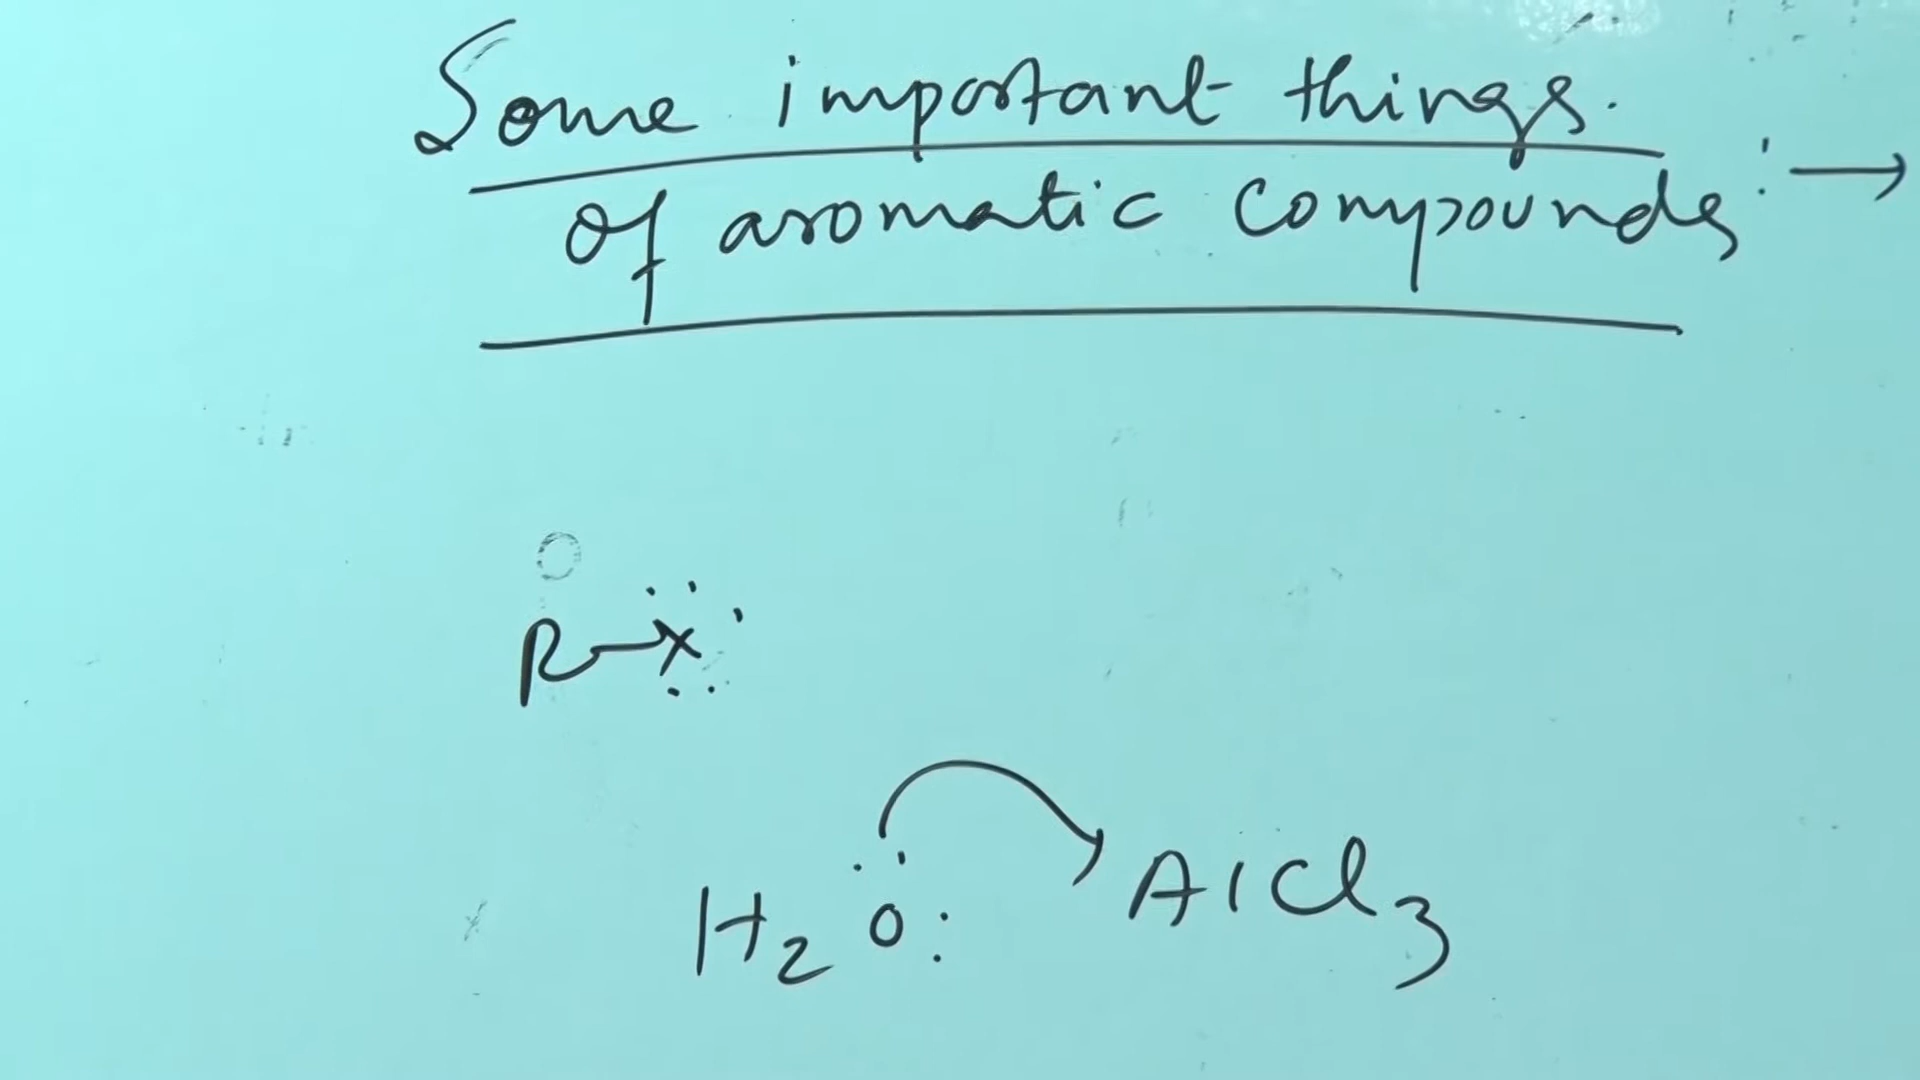 Some important things.
of aromatic compounds :→
R—X
H2O: AlCl3